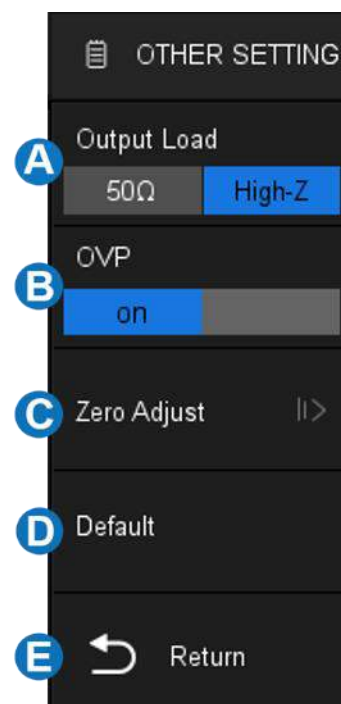 OTHER SETTING
A
Output Load
50Ω High-Z
OVP
B
on
C
Zero Adjust
D
Default
E
Return